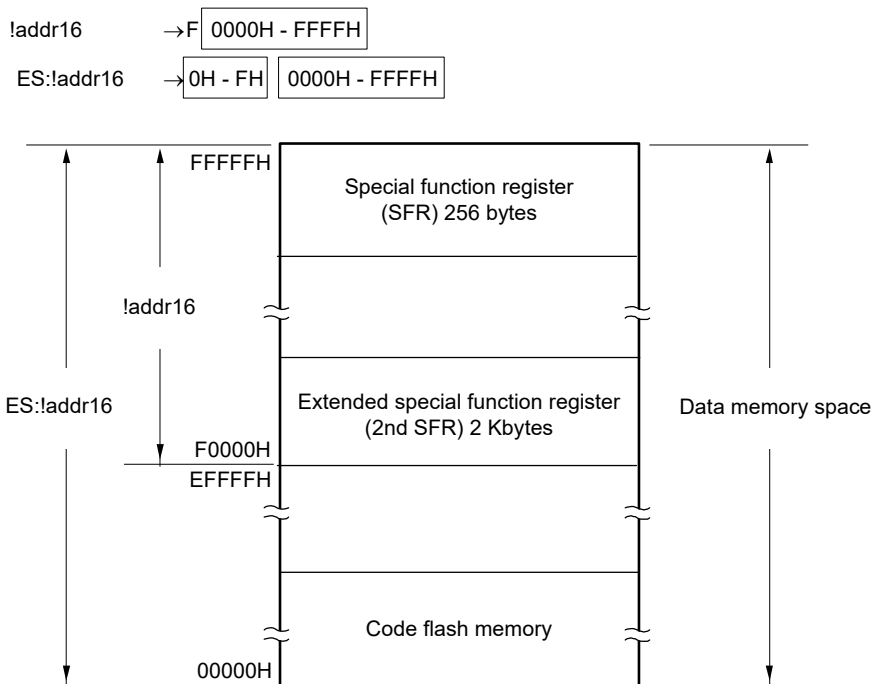 !addr16 →F 0000H - FFFFH
ES:!addr16 →0H - FH 0000H - FFFFH
FFFFFH
Special function register
(SFR) 256 bytes
!addr16
ES:!addr16
Extended special function register
(2nd SFR) 2 Kbytes
Data memory space
F0000H
EFFFFH
Code flash memory
00000H